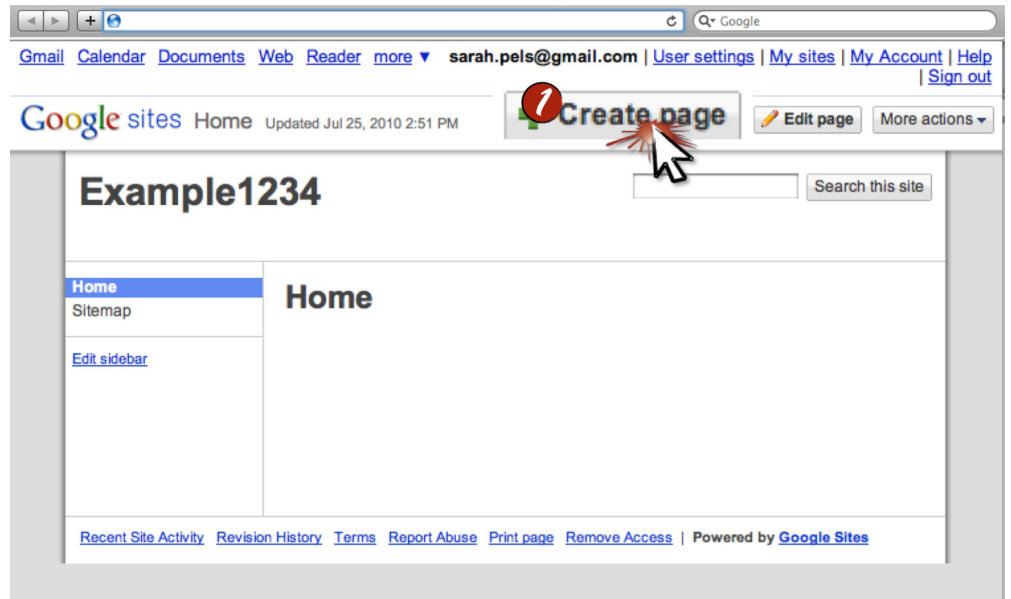 Google
Gmail Calendar Documents Web Reader more ▼ sarah.pels@gmail.com | User settings | My sites | My Account | Help
| Sign out
Google sites Home Updated Jul 25, 2010 2:51 PM 1 Create page Edit page More actions
Example1234 Search this site
Home
Sitemap
Edit sidebar
Home
Recent Site Activity Revision History Terms Report Abuse Print page Remove Access | Powered by Google Sites